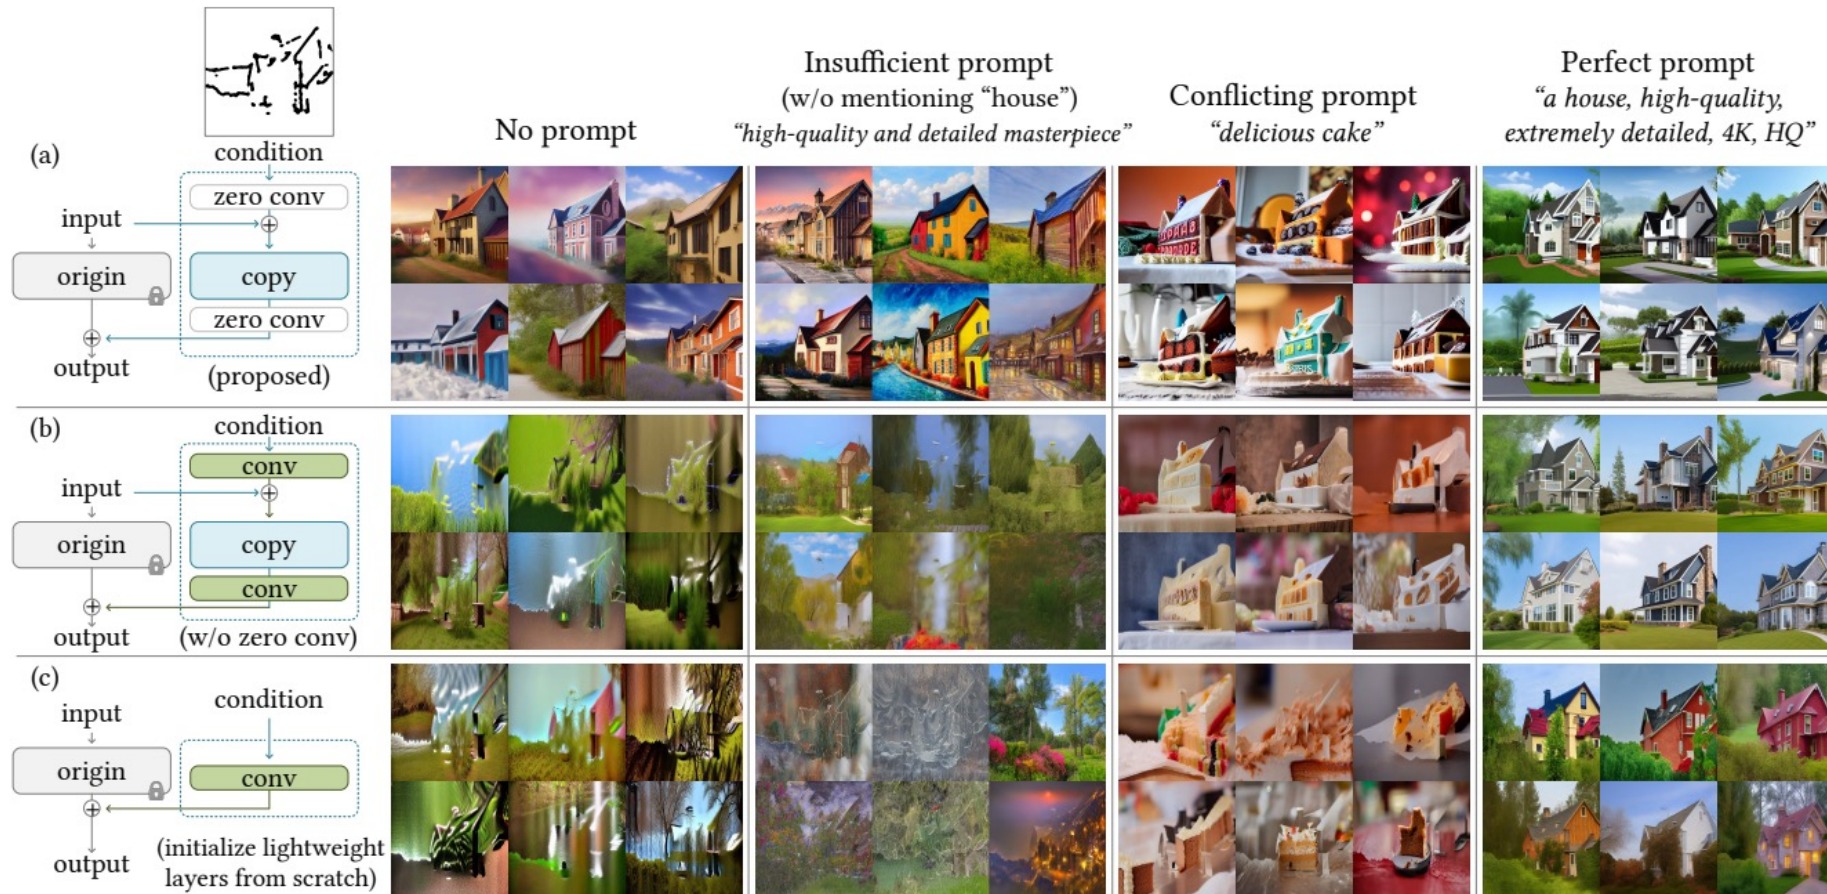 No prompt
Insufficient prompt
(w/o mentioning “house”)
“high-quality and detailed masterpiece”
Conflicting prompt
“delicious cake”
Perfect prompt
“a house, high-quality,
extremely detailed, 4K, HQ”
(a)
condition
zero conv
input
+
origin
copy
zero conv
+
output
(proposed)
(b)
condition
conv
input
+
origin
copy
conv
+
output
(w/o zero conv)
(c)
condition
input
origin
conv
+
output
(initialize lightweight
layers from scratch)